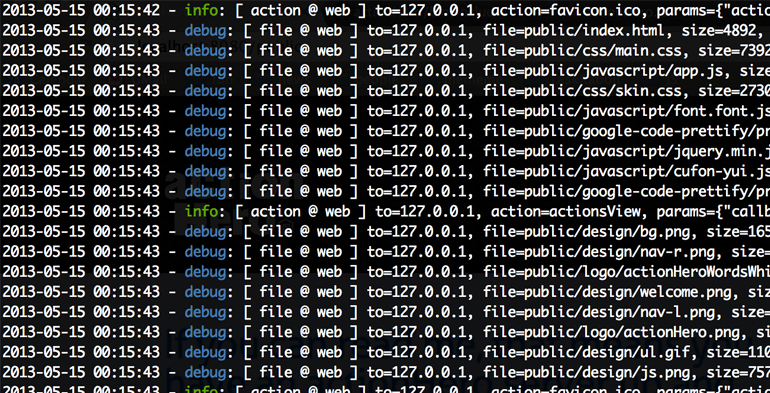 2013-05-15 00:15:42 - info: [ action @ web ] to=127.0.0.1, action=favicon.ico, params={"actio
2013-05-15 00:15:43 - debug: [ file @ web ] to=127.0.0.1, file=public/index.html, size=4892,
2013-05-15 00:15:43 - debug: [ file @ web ] to=127.0.0.1, file=public/css/main.css, size=7392
2013-05-15 00:15:43 - debug: [ file @ web ] to=127.0.0.1, file=public/javascript/app.js, size
2013-05-15 00:15:43 - debug: [ file @ web ] to=127.0.0.1, file=public/css/skin.css, size=2730
2013-05-15 00:15:43 - debug: [ file @ web ] to=127.0.0.1, file=public/javascript/font.font.js
2013-05-15 00:15:43 - debug: [ file @ web ] to=127.0.0.1, file=public/google-code-prettify/pr
2013-05-15 00:15:43 - debug: [ file @ web ] to=127.0.0.1, file=public/javascript/jquery.min.j
2013-05-15 00:15:43 - debug: [ file @ web ] to=127.0.0.1, file=public/javascript/cufon-yui.js
2013-05-15 00:15:43 - debug: [ file @ web ] to=127.0.0.1, file=public/google-code-prettify/pr
2013-05-15 00:15:43 - info: [ action @ web ] to=127.0.0.1, action=actionsView, params={"callb
2013-05-15 00:15:43 - debug: [ file @ web ] to=127.0.0.1, file=public/design/bg.png, size=165
2013-05-15 00:15:43 - debug: [ file @ web ] to=127.0.0.1, file=public/design/nav-r.png, size=
2013-05-15 00:15:43 - debug: [ file @ web ] to=127.0.0.1, file=public/logo/actionHeroWordsWhi
2013-05-15 00:15:43 - debug: [ file @ web ] to=127.0.0.1, file=public/design/welcome.png, siz
2013-05-15 00:15:43 - debug: [ file @ web ] to=127.0.0.1, file=public/design/nav-l.png, size=
2013-05-15 00:15:43 - debug: [ file @ web ] to=127.0.0.1, file=public/logo/actionHero.png, si
2013-05-15 00:15:43 - debug: [ file @ web ] to=127.0.0.1, file=public/design/ul.gif, size=110
2013-05-15 00:15:43 - debug: [ file @ web ] to=127.0.0.1, file=public/design/js.png, size=757
2013-05-15 00:15:43 - info: [ action @ web ] to=127.0.0.1, action=favicon.ico, params={"actio